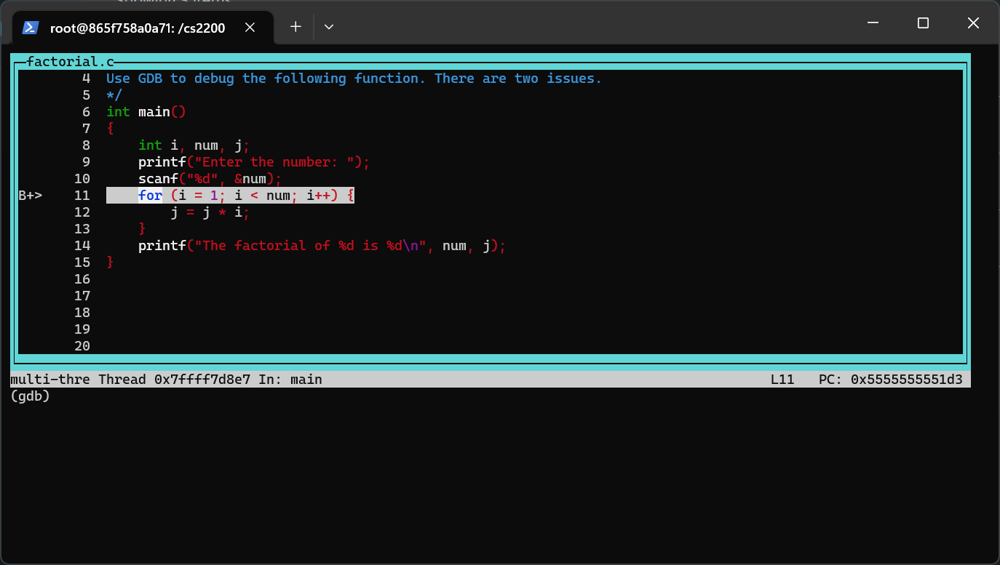 root@865f758a0a71: /cs2200
factorial.c
4 Use GDB to debug the following function. There are two issues.
5 */
6 int main()
7 {
8     int i, num, j;
9     printf("Enter the number: ");
10     scanf("%d", &num);
B+> 11     for (i = 1; i < num; i++) {
12         j = j * i;
13     }
14     printf("The factorial of %d is %d\n", num, j);
15 }
16
17
18
19
20
multi-thre Thread 0x7ffff7d8e7 In: main L11 PC: 0x5555555551d3
(gdb)